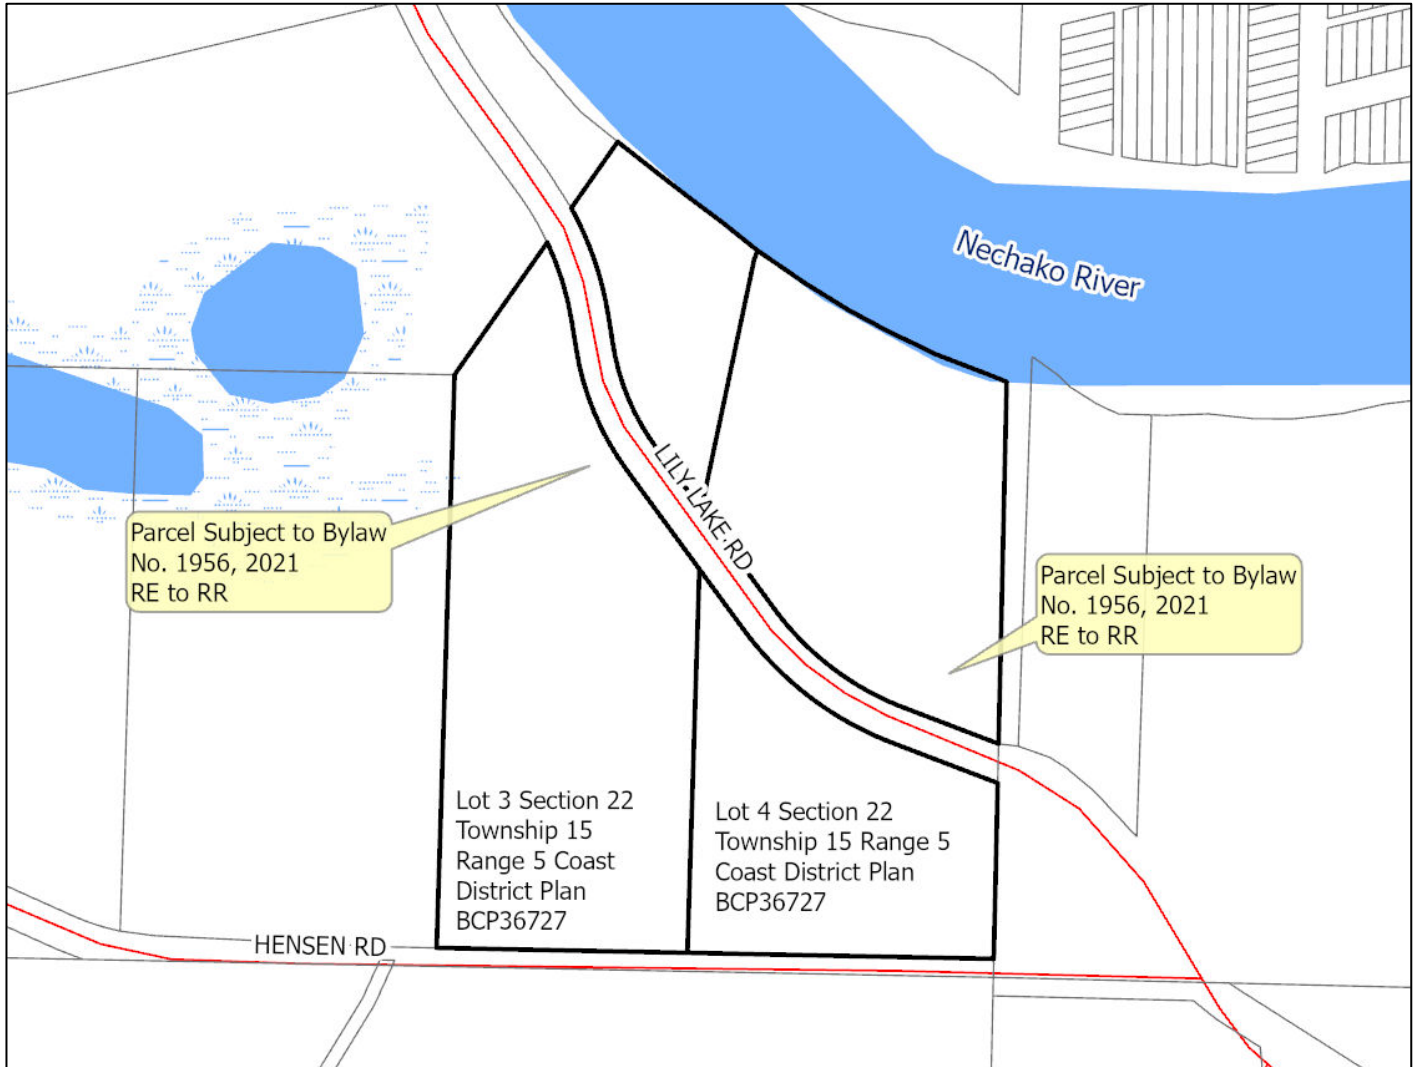 Nechako River
LILY LAKE RD
Parcel Subject to Bylaw
No. 1956, 2021
RE to RR
Parcel Subject to Bylaw
No. 1956, 2021
RE to RR
Lot 3 Section 22
Township 15
Range 5 Coast
District Plan
BCP36727
Lot 4 Section 22
Township 15 Range 5
Coast District Plan
BCP36727
HENSEN RD